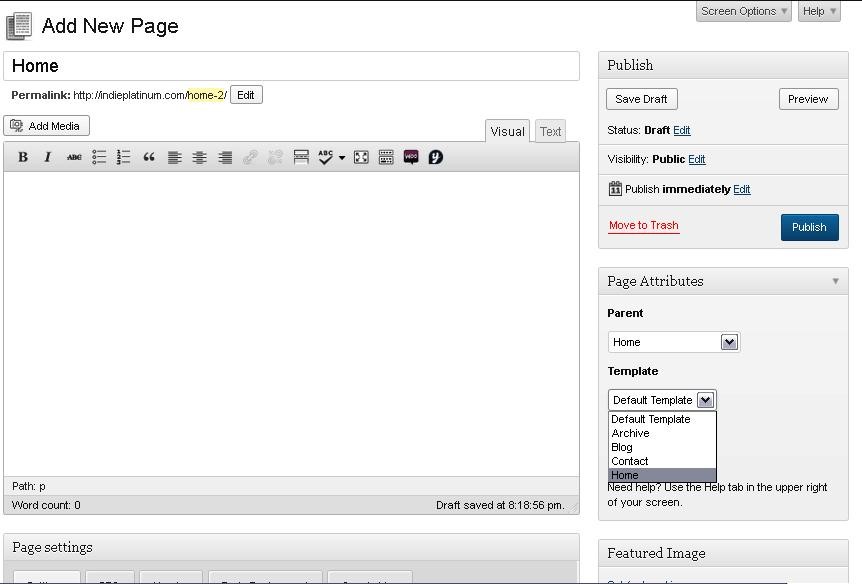 Screen Options
Help
Add New Page
Home
Permalink: http://indieplatinum.com/home-2/ Edit
Add Media
Visual
Text
B I ABC
ABC
WOO
Path: p
Word count: 0
Draft saved at 8:18:56 pm.
Page settings
Publish
Save Draft
Preview
Status: Draft Edit
Visibility: Public Edit
11 Publish immediately Edit
Move to Trash
Publish
Page Attributes
Parent
Home
Template
Default Template
Default Template
Archive
Blog
Contact
Home
Need help? Use the Help tab in the upper right
of your screen.
Featured Image